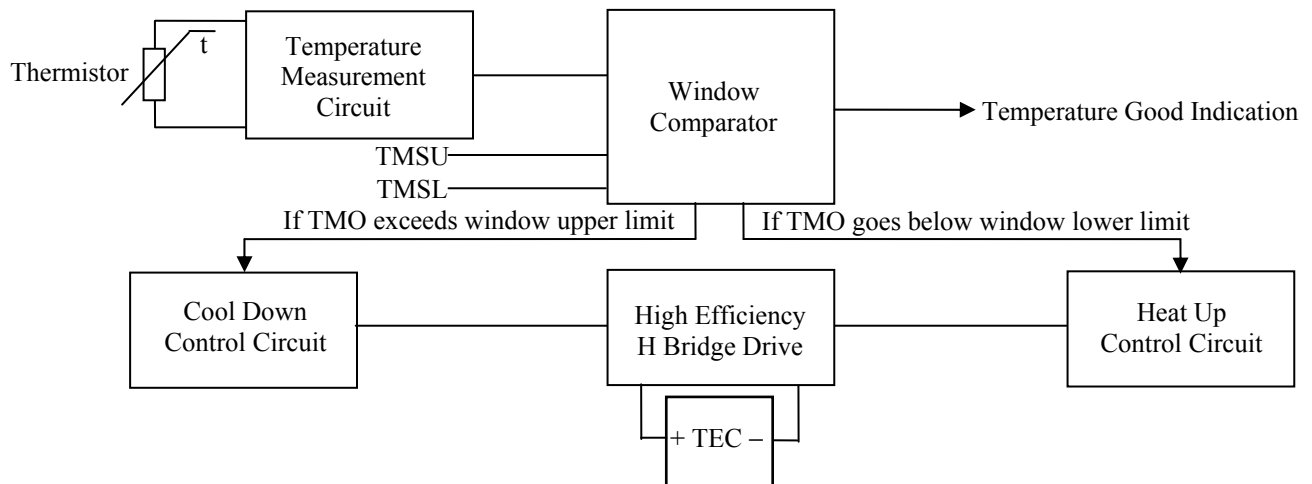 Thermistor
t
Temperature
Measurement
Circuit
Window
Comparator
Temperature Good Indication
TMSU
TMSL
If TMO exceeds window upper limit
If TMO goes below window lower limit
Cool Down
Control Circuit
High Efficiency
H Bridge Drive
Heat Up
Control Circuit
+ TEC –